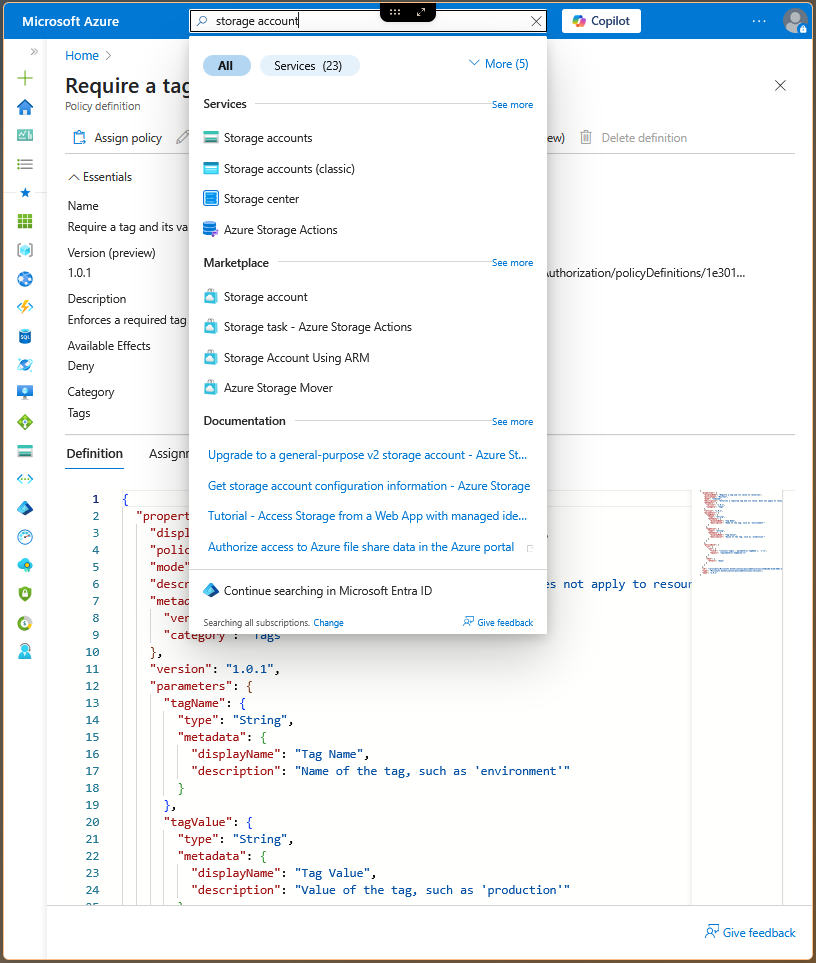 Microsoft Azure
storage account
Copilot
Home
Require a tag
Policy definition
Assign policy
ew)
Delete definition
Essentials
Name
Require a tag and its va
Version (preview)
1.0.1
uthorization/policyDefinitions/1e301...
Description
Enforces a required tag
Available Effects
Deny
Category
Tags
Definition
Assignm
All
Services (23)
More (5)
Services
See more
Storage accounts
Storage accounts (classic)
Storage center
Azure Storage Actions
Marketplace
See more
Storage account
Storage task - Azure Storage Actions
Storage Account Using ARM
Azure Storage Mover
Documentation
See more
Upgrade to a general-purpose v2 storage account - Azure St...
Get storage account configuration information - Azure Storage
Tutorial - Access Storage from a Web App with managed ide...
Authorize access to Azure file share data in the Azure portal
Continue searching in Microsoft Entra ID
Searching all subscriptions. Change
Give feedback
1 {
2 "propert
3 "displ
4 "polic
5 "mode"
6 "descr es not apply to resour
7 "metad
8 "ver
9 "category": "Tags"
10 },
11 "version": "1.0.1",
12 "parameters": {
13 "tagName": {
14 "type": "String",
15 "metadata": {
16 "displayName": "Tag Name",
17 "description": "Name of the tag, such as 'environment'"
18 }
19 },
20 "tagValue": {
21 "type": "String",
22 "metadata": {
23 "displayName": "Tag Value",
24 "description": "Value of the tag, such as 'production'"
25 }
Give feedback